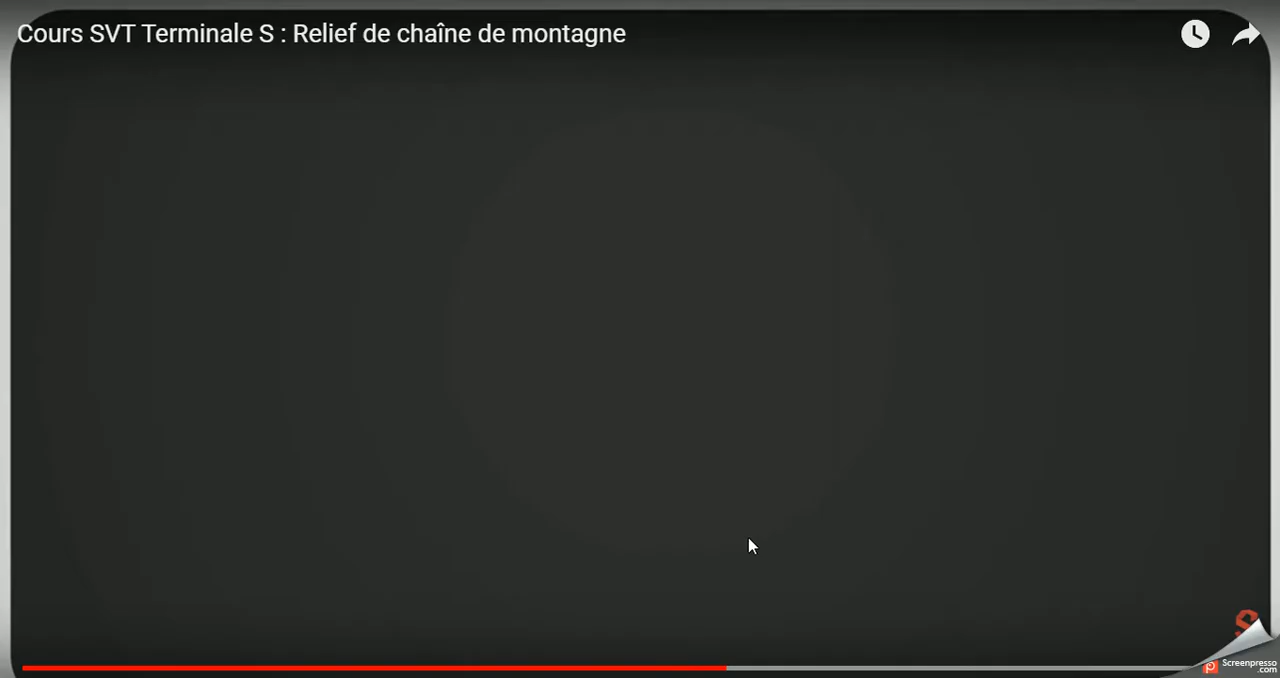 Cours SVT Terminale S : Relief de chaîne de montagne
S
Screenpresso
.com